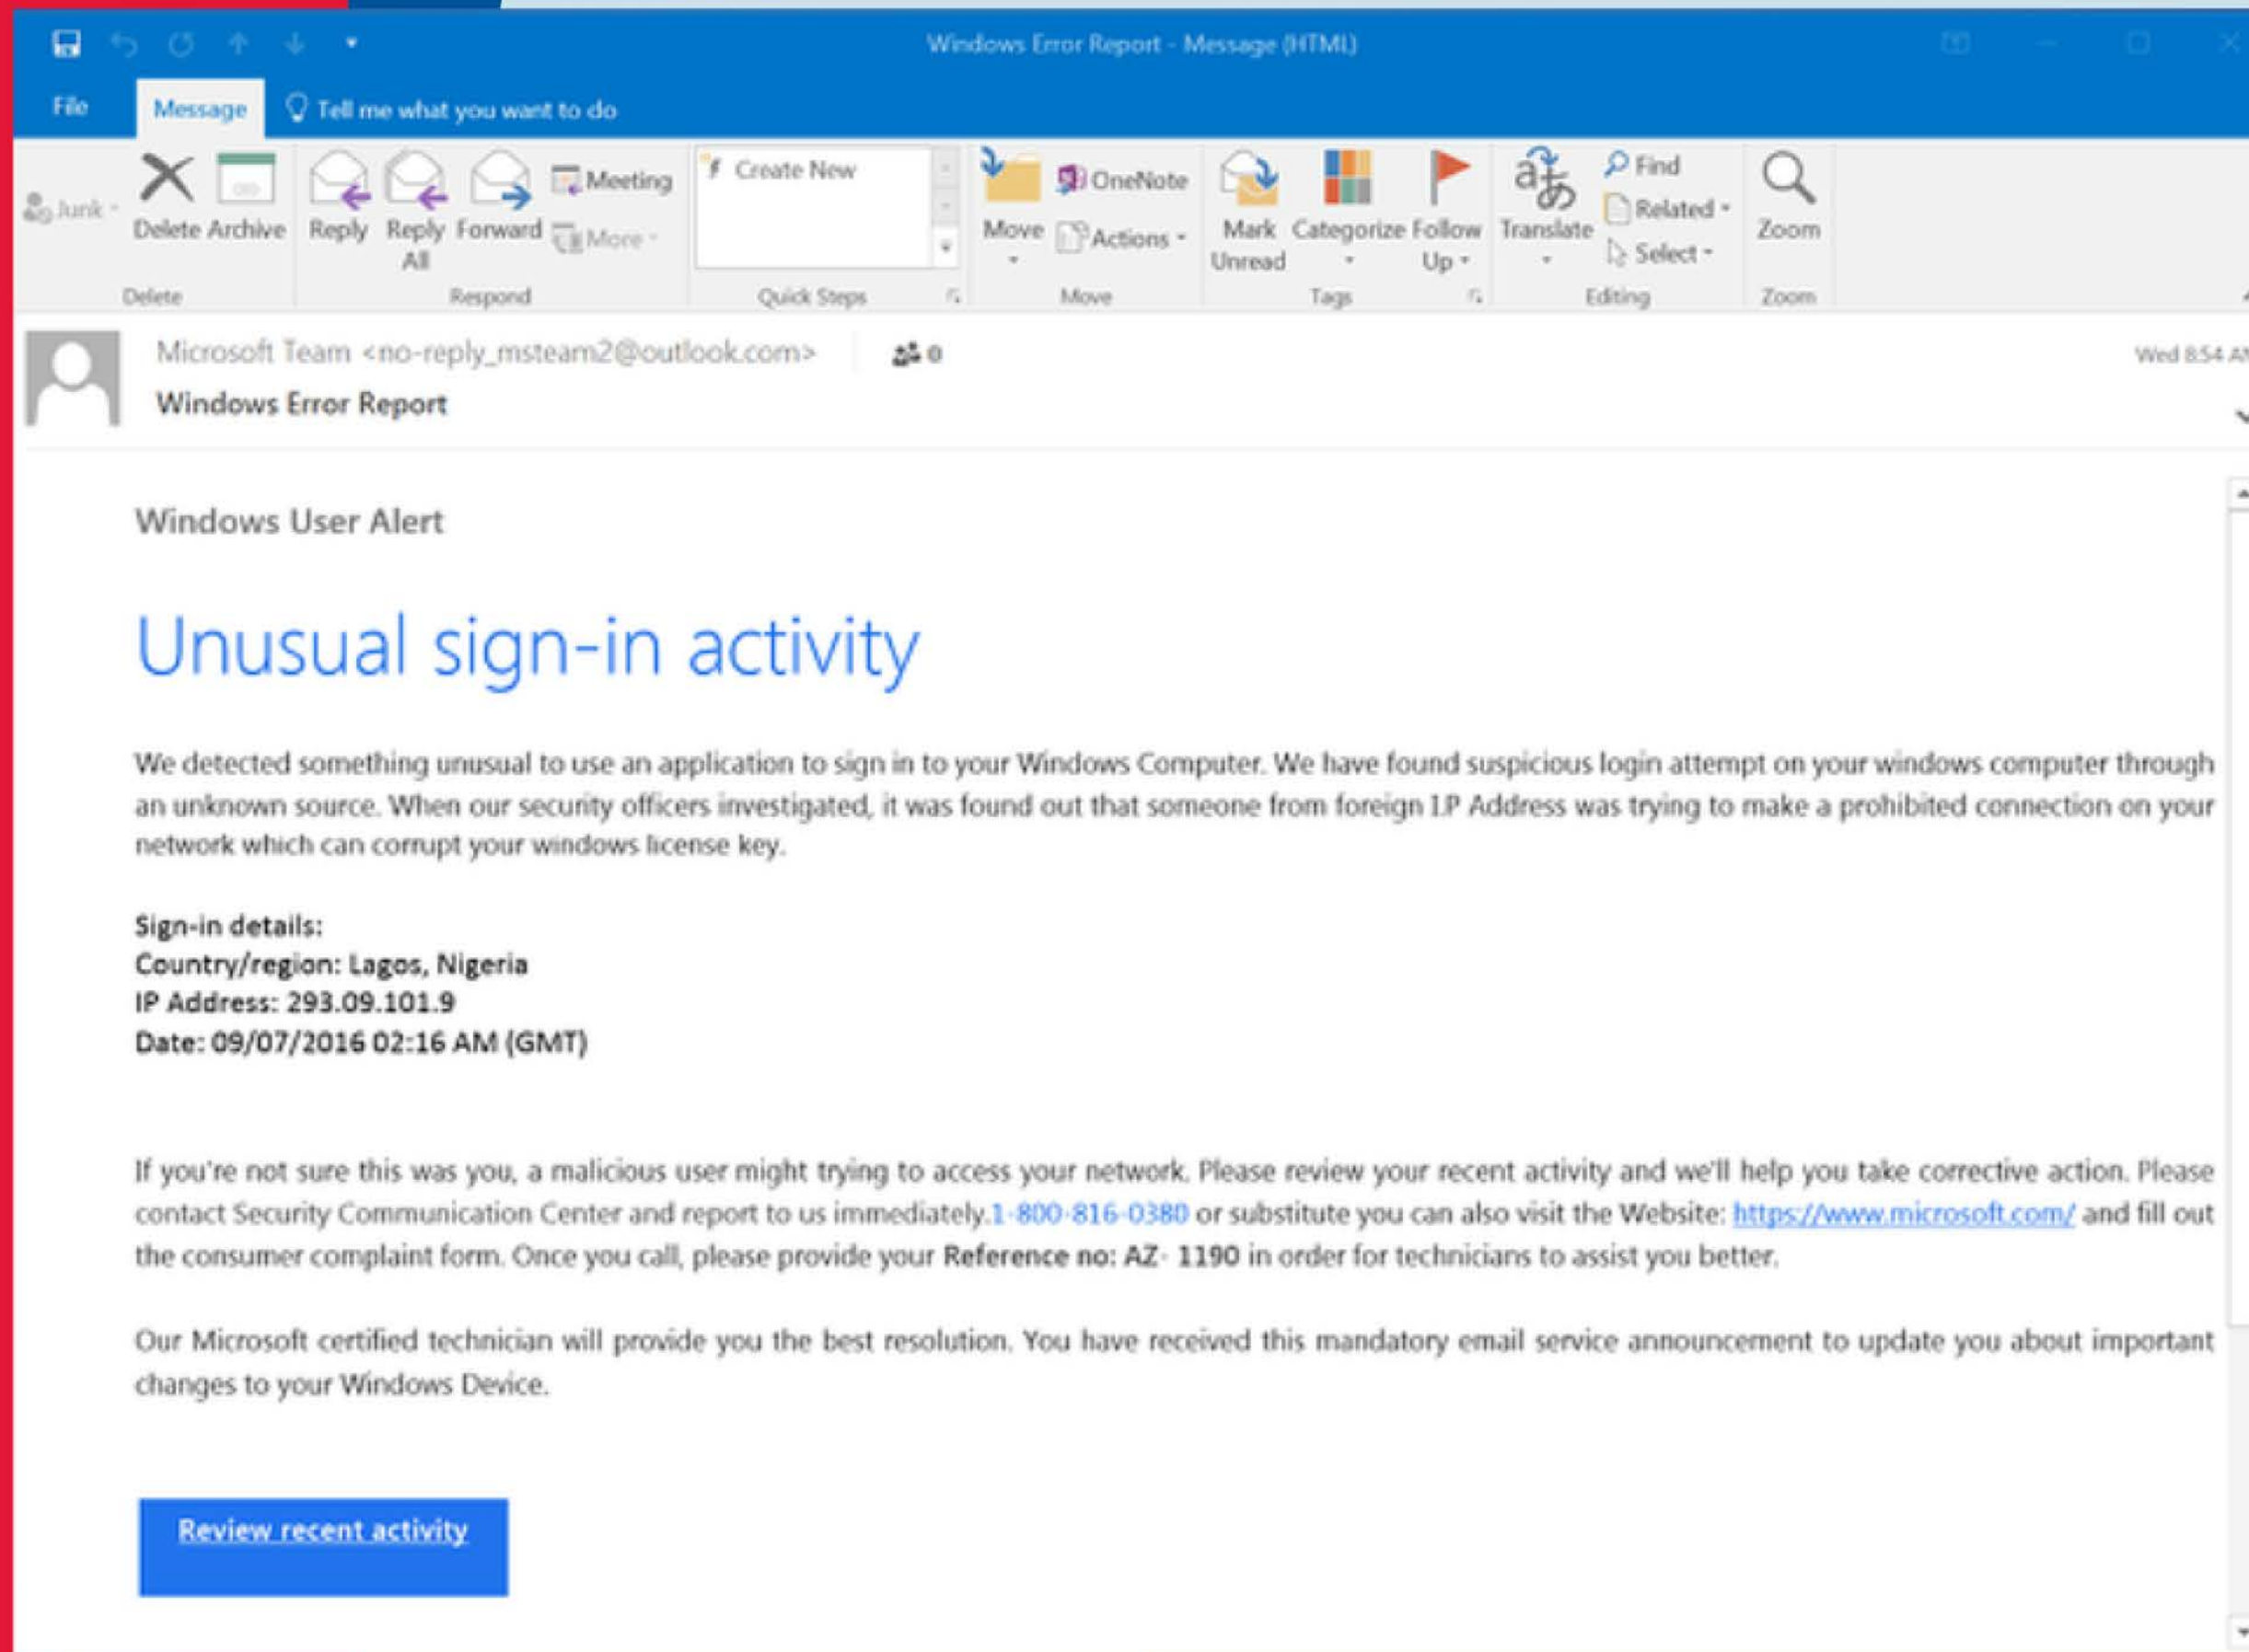 Windows Error Report - Message (HTML)
File Message Tell me what you want to do
Junk
Delete Archive
Reply Reply All Forward
Meeting
More
Create New
Move
OneNote
Actions
Mark Unread Categorize Follow Up
Translate
Find
Related
Select
Zoom
Delete Respond Quick Steps Move Tags Editing Zoom
Microsoft Team <no-reply_msteam2@outlook.com> 0
Wed 8:54 AM
Windows Error Report
Windows User Alert
Unusual sign-in activity
We detected something unusual to use an application to sign in to your Windows Computer. We have found suspicious login attempt on your windows computer through
an unknown source. When our security officers investigated, it was found out that someone from foreign I.P Address was trying to make a prohibited connection on your
network which can corrupt your windows license key.
Sign-in details:
Country/region: Lagos, Nigeria
IP Address: 293.09.101.9
Date: 09/07/2016 02:16 AM (GMT)
If you're not sure this was you, a malicious user might trying to access your network. Please review your recent activity and we'll help you take corrective action. Please
contact Security Communication Center and report to us immediately.1-800-816-0380 or substitute you can also visit the Website: https://www.microsoft.com/ and fill out
the consumer complaint form. Once you call, please provide your Reference no: AZ- 1190 in order for technicians to assist you better.
Our Microsoft certified technician will provide you the best resolution. You have received this mandatory email service announcement to update you about important
changes to your Windows Device.
Review recent activity